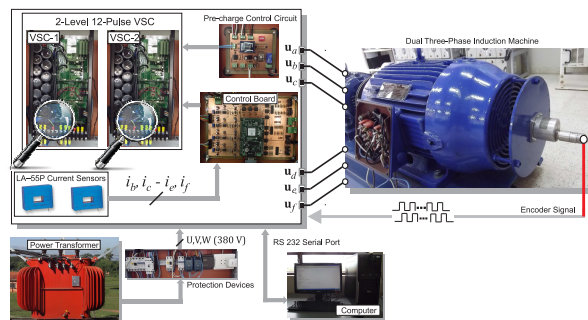 2-Level 12-Pulse VSC
VSC-1
VSC-2
Pre-charge Control Circuit
Control Board
LA-55P Current Sensors
i_b, i_c - i_e, i_f
u_a
u_b
u_c
u_d
u_e
u_f
Dual Three-Phase Induction Machine
Encoder Signal
Power Transformer
U,V,W (380 V)
Protection Devices
RS 232 Serial Port
Computer